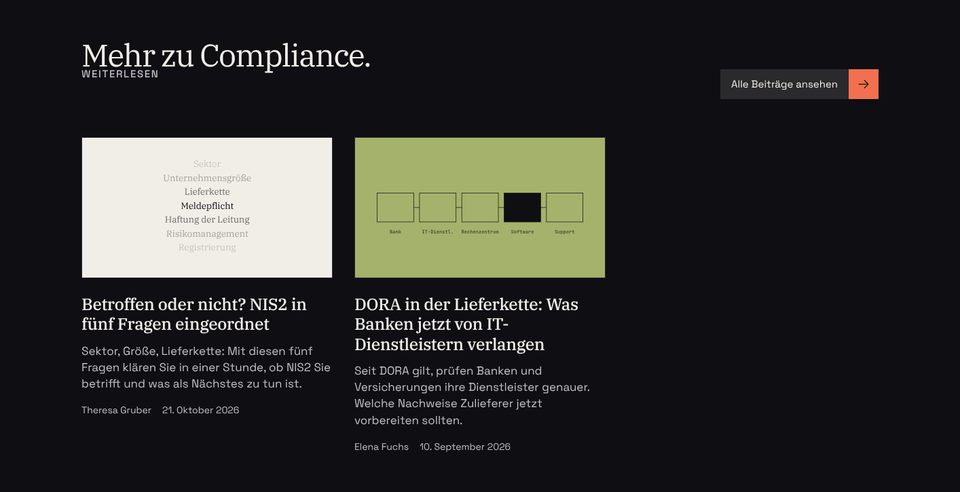 Mehr zu Compliance.
WEITERLESEN
Alle Beiträge ansehen
Sektor
Unternehmensgröße
Lieferkette
Meldepflicht
Haftung der Leitung
Risikomanagement
Registrierung
Betroffen oder nicht? NIS2 in
fünf Fragen eingeordnet
Sektor, Größe, Lieferkette: Mit diesen fünf
Fragen klären Sie in einer Stunde, ob NIS2 Sie
betrifft und was als Nächstes zu tun ist.
Theresa Gruber 21. Oktober 2026
Bank IT-Dienstl. Rechenzentrum Software Support
DORA in der Lieferkette: Was
Banken jetzt von IT-
Dienstleistern verlangen
Seit DORA gilt, prüfen Banken und
Versicherungen ihre Dienstleister genauer.
Welche Nachweise Zulieferer jetzt
vorbereiten sollten.
Elena Fuchs 10. September 2026